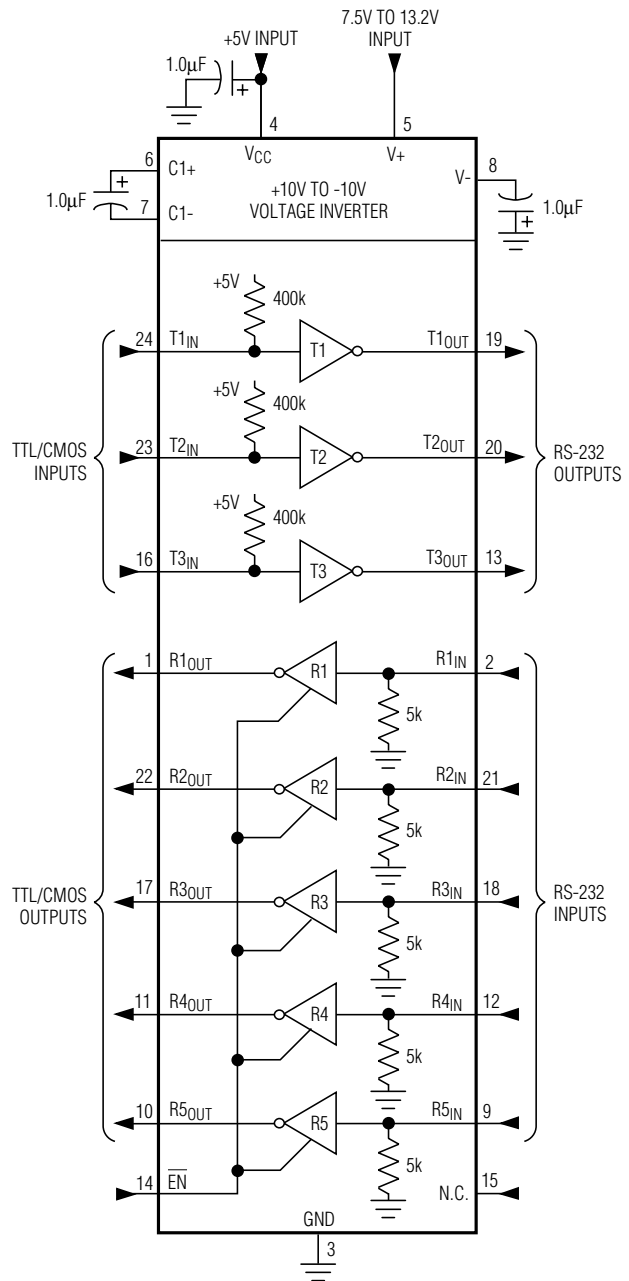 7.5V TO 13.2V
INPUT
+5V INPUT
1.0µF
+
4
5
VCC
V+
6
C1+
+
1.0µF
7
C1-
+10V TO -10V
VOLTAGE INVERTER
V-
8
1.0µF
+
+5V
400k
24
T1IN
T1
T1OUT
19
+5V
400k
TTL/CMOS
INPUTS
23
T2IN
T2
T2OUT
20
RS-232
OUTPUTS
+5V
400k
16
T3IN
T3
T3OUT
13
1
R1OUT
R1
R1IN
2
5k
22
R2OUT
R2
R2IN
21
5k
TTL/CMOS
OUTPUTS
17
R3OUT
R3
R3IN
18
RS-232
INPUTS
5k
11
R4OUT
R4
R4IN
12
5k
10
R5OUT
R5
R5IN
9
5k
14
EN
N.C.
15
GND
3